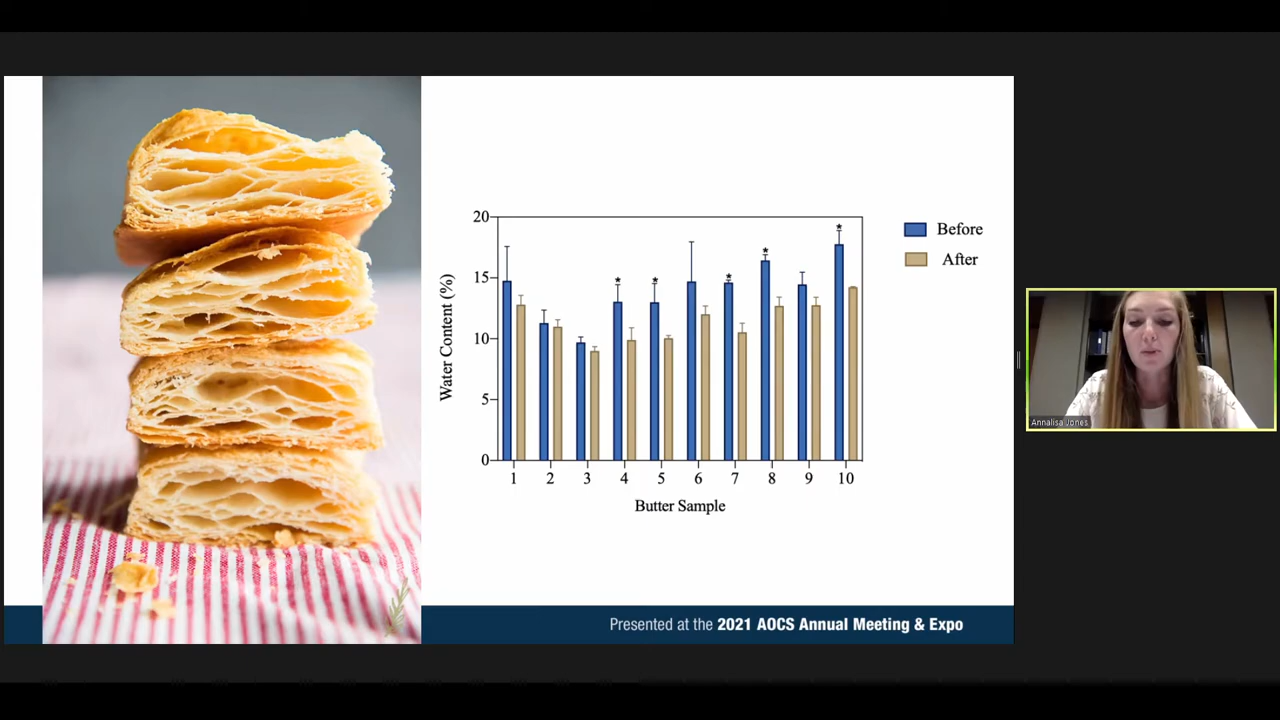 20
15
10
5
0
Water Content (%)
* * * * *
1 2 3 4 5 6 7 8 9 10
Butter Sample
Before
After
Presented at the 2021 AOCS Annual Meeting & Expo
Annalisa Jones